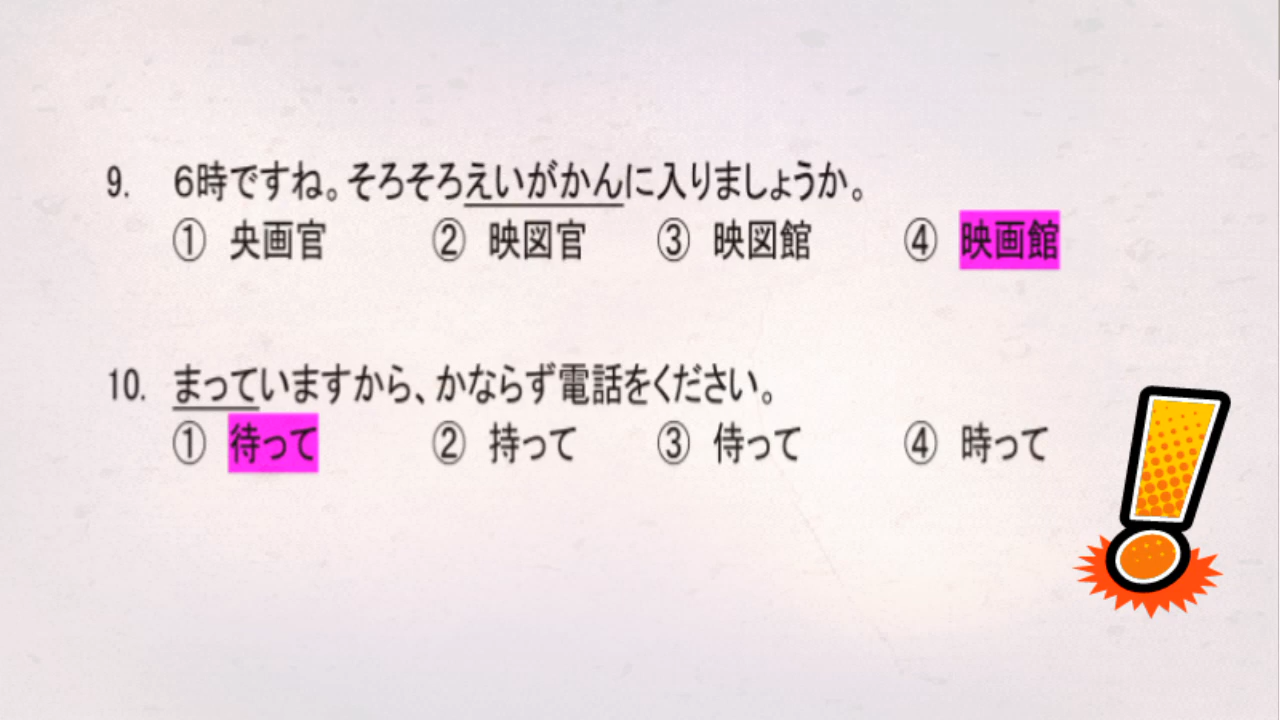 9. 6時ですね。そろそろえいがかんに入りましょうか。
① 央画官 ② 映図官 ③ 映図館 ④ 映画館
10. まっていますから、かならず電話をください。
① 待って ② 持って ③ 侍って ④ 時って